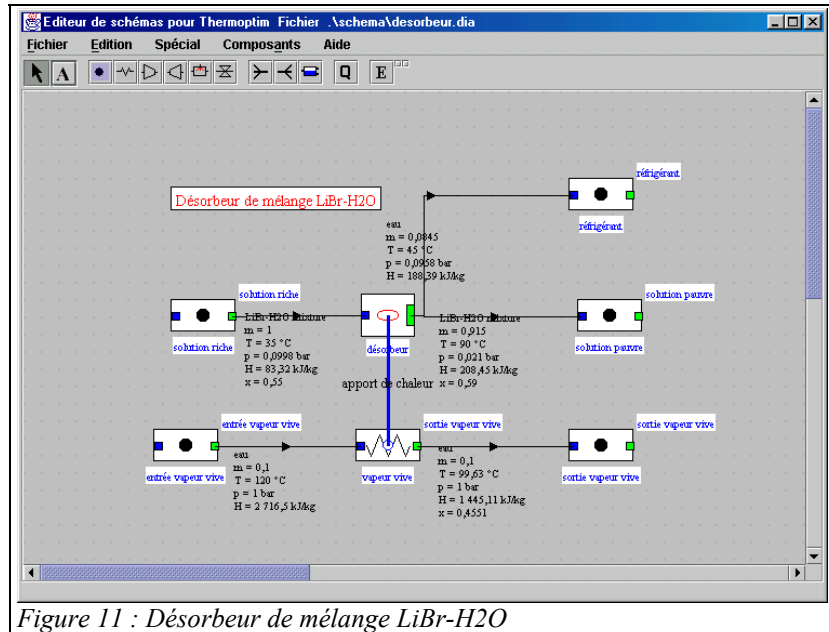 Editeur de schémas pour Thermoptim Fichier .\schema\desorbeur.dia
Fichier Edition Spécial Composants Aide
A Q E
réfrigérant
Désorbeur de mélange LiBr-H2O
réfrigérant
eau
m = 0,0845
T = 45 °C
p = 0,0958 bar
H = 188,39 kJ/kg
solution riche
solution pauvre
LiBr-H2O mixture
m = 1
T = 35 °C
p = 0,0998 bar
H = 83,32 kJ/kg
x = 0,55
LiBr-H2O mixture
m = 0,915
T = 90 °C
p = 0,021 bar
H = 208,45 kJ/kg
x = 0,59
solution riche
désorbeur
solution pauvre
apport de chaleur
entrée vapeur vive
sortie vapeur vive
sortie vapeur vive
eau
m = 0,1
T = 120 °C
p = 1 bar
H = 2 716,5 kJ/kg
eau
m = 0,1
T = 99,63 °C
p = 1 bar
H = 1 445,11 kJ/kg
x = 0,4551
entrée vapeur vive
vapeur vive
sortie vapeur vive
Figure 11 : Désorbeur de mélange LiBr-H2O